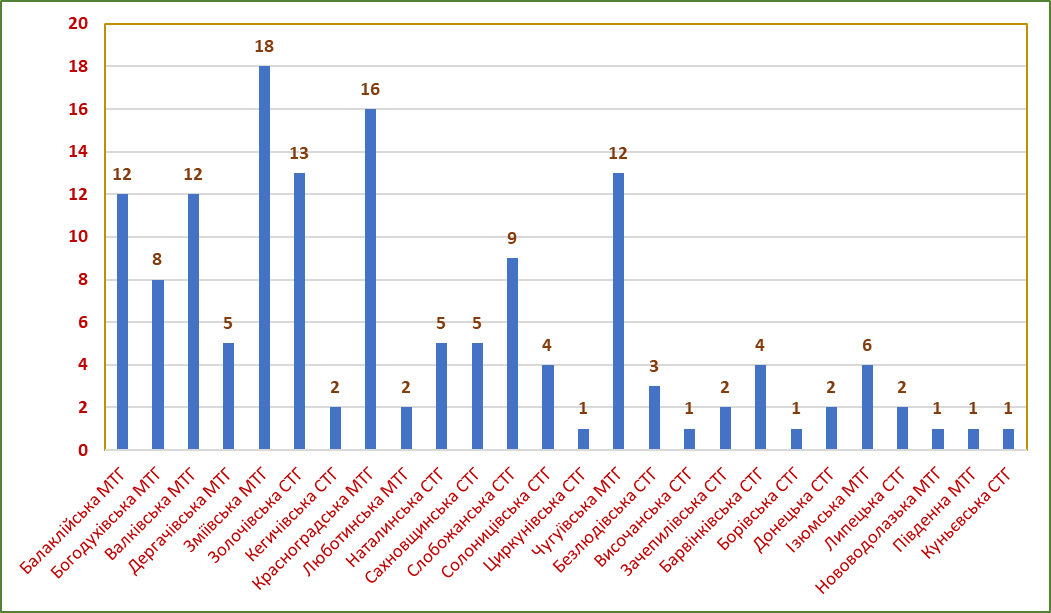 20
18
16
14
12
10
8
6
4
2
0
12
8
12
5
18
13
2
16
2
5
5
9
4
1
12
3
1
2
4
1
2
6
2
1
1
1
Балаклійська МТГ
Богодухівська МТГ
Валківська МТГ
Дергачівська МТГ
Зміївська МТГ
Золочівська СТГ
Кегичівська СТГ
Красноградська МТГ
Люботинська МТГ
Наталинська СТГ
Сахновщинська СТГ
Слобожанська СТГ
Солоницівська СТГ
Циркунівська СТГ
Чугуївська МТГ
Безлюдівська СТГ
Височанська СТГ
Зачепилівська СТГ
Барвінківська СТГ
Борівська СТГ
Донецька СТГ
Ізюмська МТГ
Липецька СТГ
Нововодолазька МТГ
Південна МТГ
Куньєвська СТГ